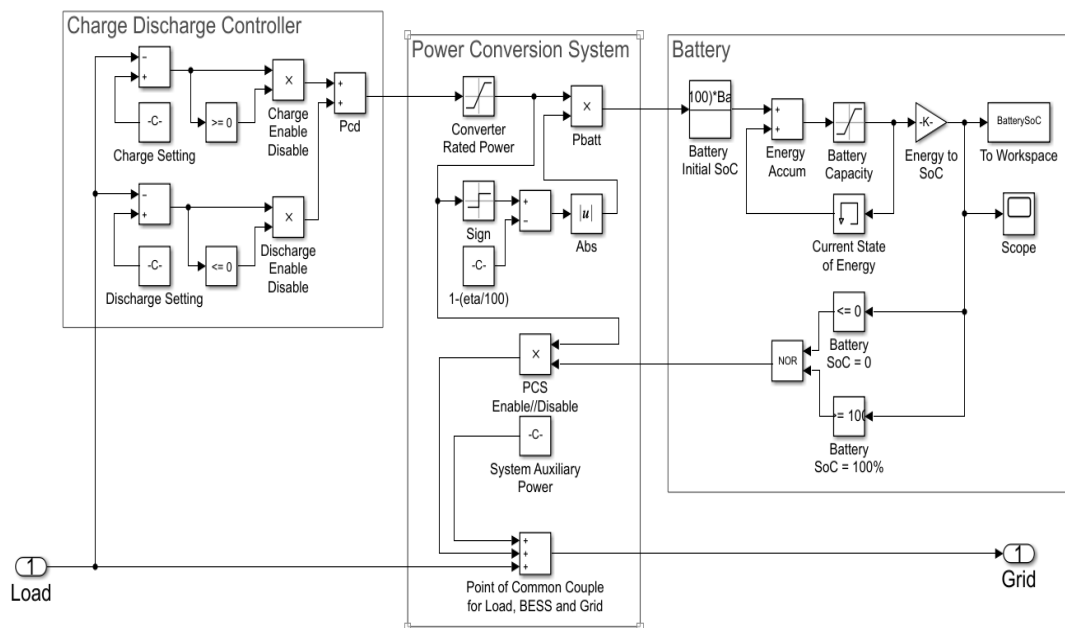 Charge Discharge Controller
−
+
-C-
Charge Setting
>= 0
X
Charge
Enable
Disable
+
+
Pcd
−
+
-C-
Discharge Setting
<= 0
X
Discharge
Enable
Disable
Power Conversion System
Converter
Rated Power
X
Pbatt
Sign
+
−
|u|
Abs
-C-
1-(eta/100)
X
PCS
Enable//Disable
-C-
System Auxiliary
Power
+
+
+
Point of Common Couple
for Load, BESS and Grid
Battery
100)*Ba
Battery
Initial SoC
+
+
Energy
Accum
Battery
Capacity
-K-
Energy to
SoC
BatterySoC
To Workspace
Current State
of Energy
Scope
<= 0
Battery
SoC = 0
NOR
>= 100
Battery
SoC = 100%
1
Load
1
Grid